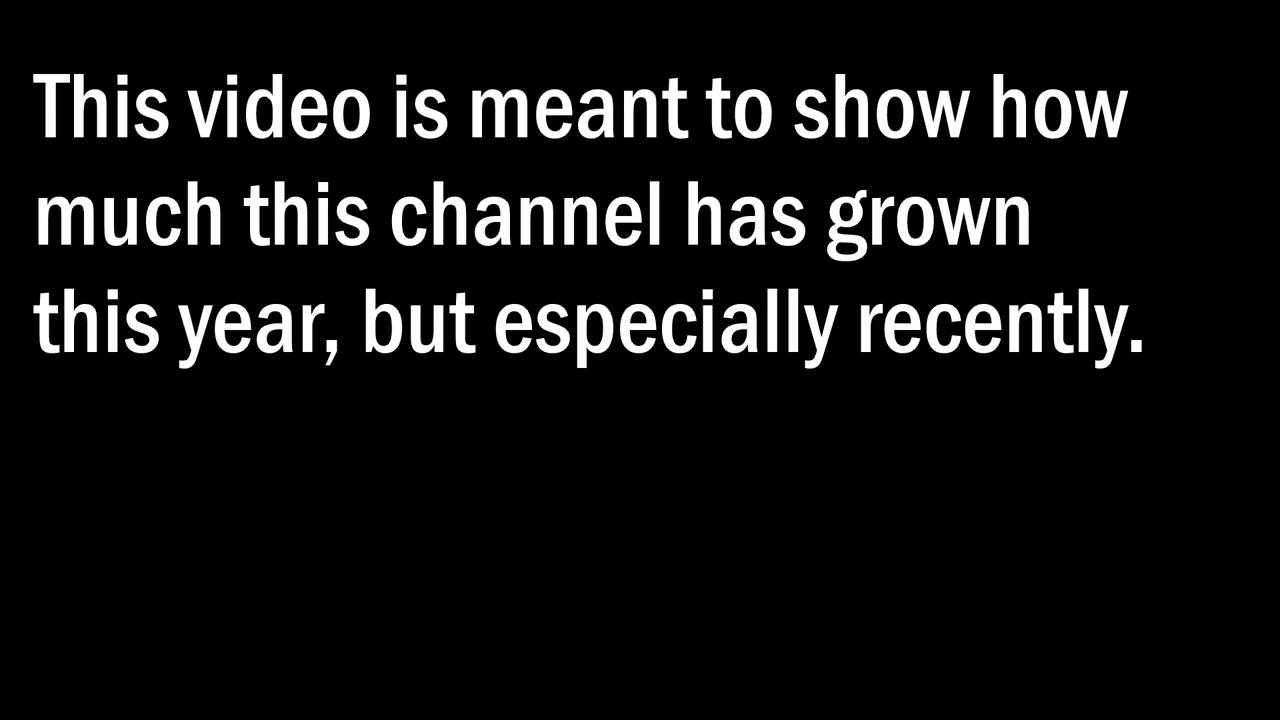 This video is meant to show how
much this channel has grown
this year, but especially recently.